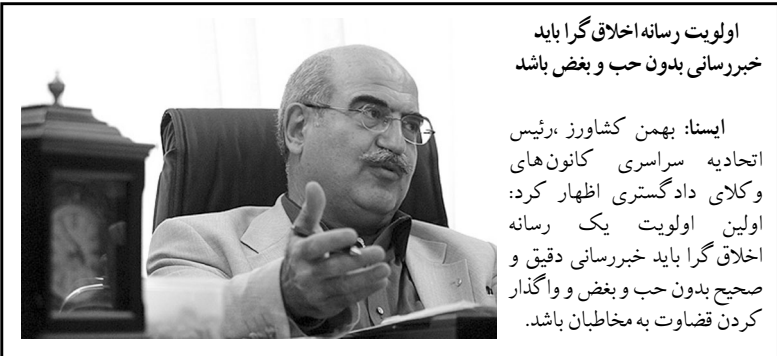 اولویت رسانه اخلاق‌گرا باید
خبررسانی بدون حب و بغض باشد
ایسنا: بهمن کشاورز ،رئیس
اتحادیه سراسری کانون‌های
وکلای دادگستری اظهار کرد:
اولین اولویت یک رسانه
اخلاق‌گرا باید خبررسانی دقیق و
صحیح بدون حب و بغض و واگذار
کردن قضاوت به مخاطبان باشد.